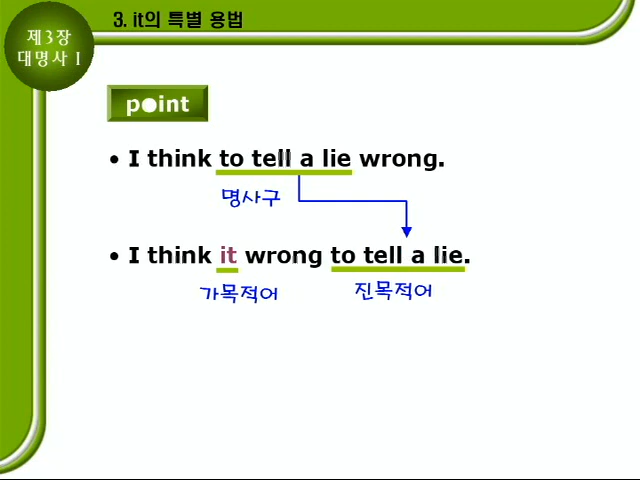 3. it의 특별 용법
제3장
대명사 I
point
• I think to tell a lie wrong.
명사구
• I think it wrong to tell a lie.
가목적어 진목적어